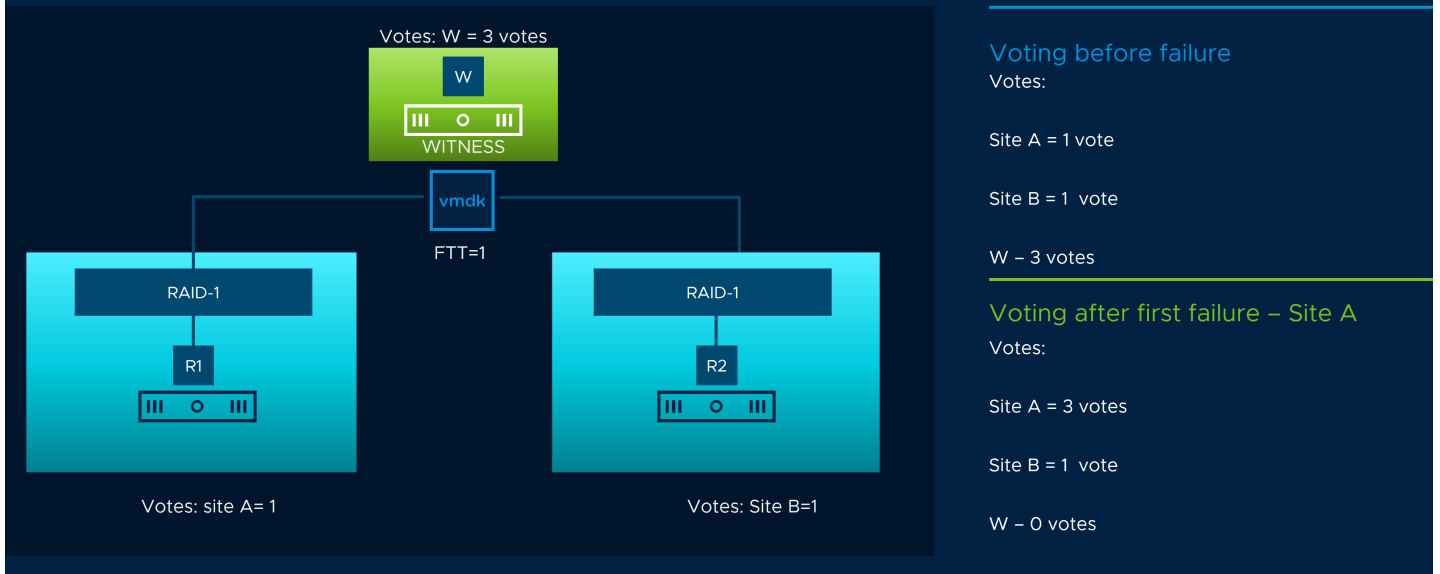 Votes: W = 3 votes
W
WITNESS
vmdk
FTT=1
RAID-1
R1
Votes: site A= 1
RAID-1
R2
Votes: Site B=1
Voting before failure
Votes:
Site A = 1 vote
Site B = 1  vote
W – 3 votes
Voting after first failure – Site A
Votes:
Site A = 3 votes
Site B = 1  vote
W – 0 votes